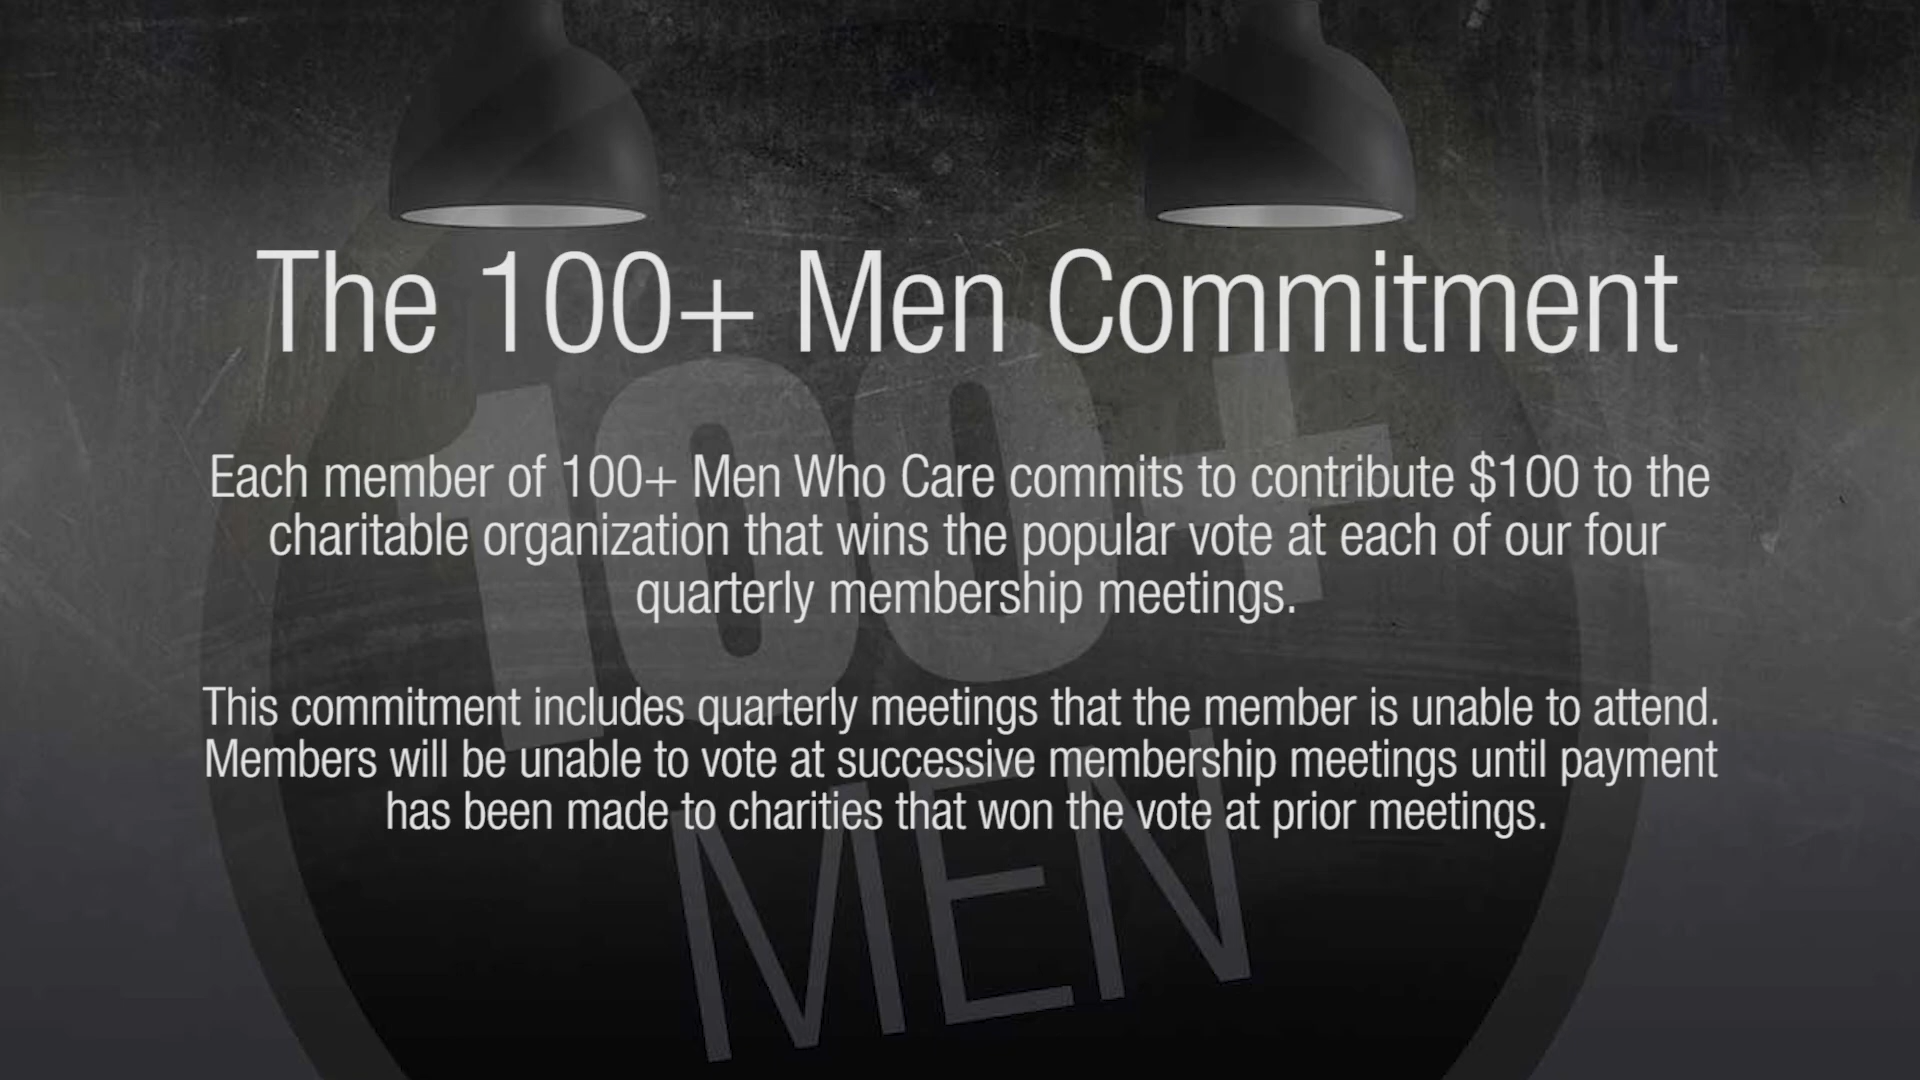 The 100+ Men Commitment
100+
Each member of 100+ Men Who Care commits to contribute $100 to the
charitable organization that wins the popular vote at each of our four
quarterly membership meetings.
This commitment includes quarterly meetings that the member is unable to attend.
Members will be unable to vote at successive membership meetings until payment
has been made to charities that won the vote at prior meetings.
MEN